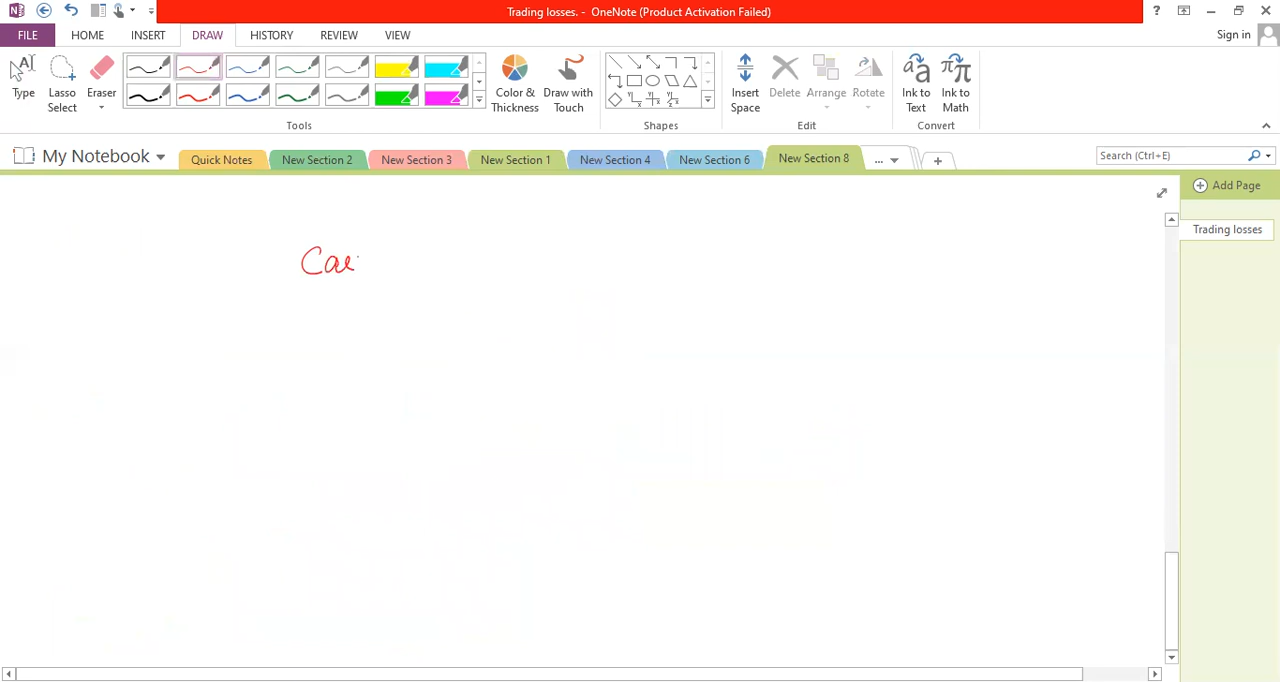 Trading losses. - OneNote (Product Activation Failed)
FILE HOME INSERT DRAW HISTORY REVIEW VIEW Sign in
Type Lasso Select Eraser Color & Thickness Draw with Touch Insert Space Delete Arrange Rotate Ink to Text Ink to Math
Tools Shapes Edit Convert
My Notebook Quick Notes New Section 2 New Section 3 New Section 1 New Section 4 New Section 6 New Section 8 ... Search (Ctrl+E)
Add Page
Trading losses